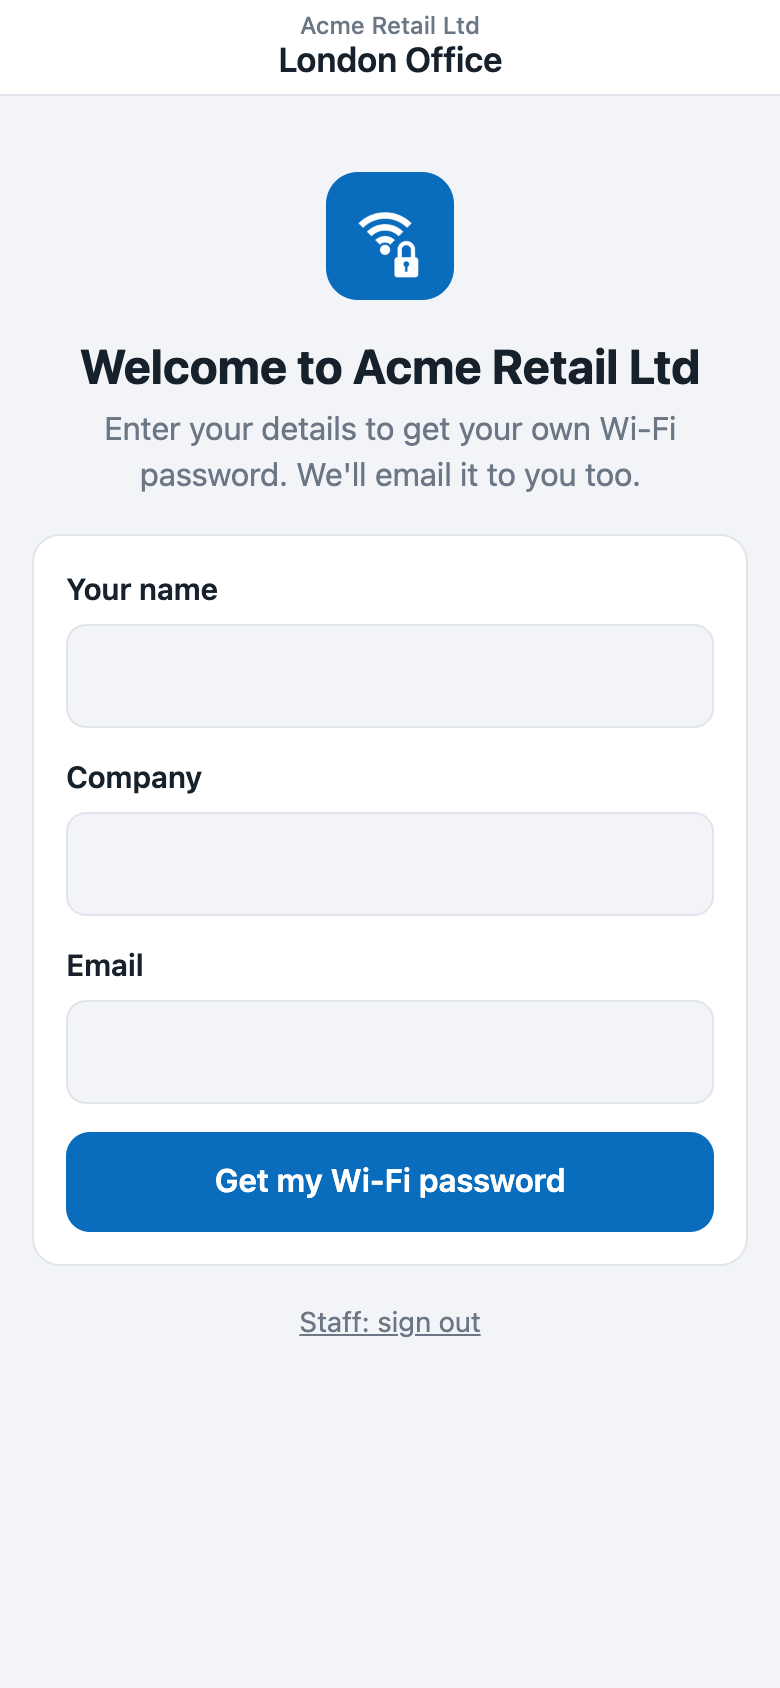 Acme Retail Ltd
London Office
Welcome to Acme Retail Ltd
Enter your details to get your own Wi-Fi
password. We'll email it to you too.
Your name
Company
Email
Get my Wi-Fi password
Staff: sign out